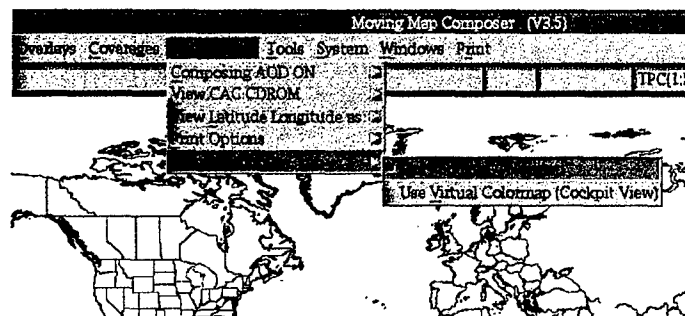 Moving Map Composer (V3.5)
Overlays Coverages Tools System Windows Print
Composing AOD ON
View CAC CDROM
View Latitude Longitude as
Print Options
TPC(1:
Use Virtual Colormap (Cockpit View)